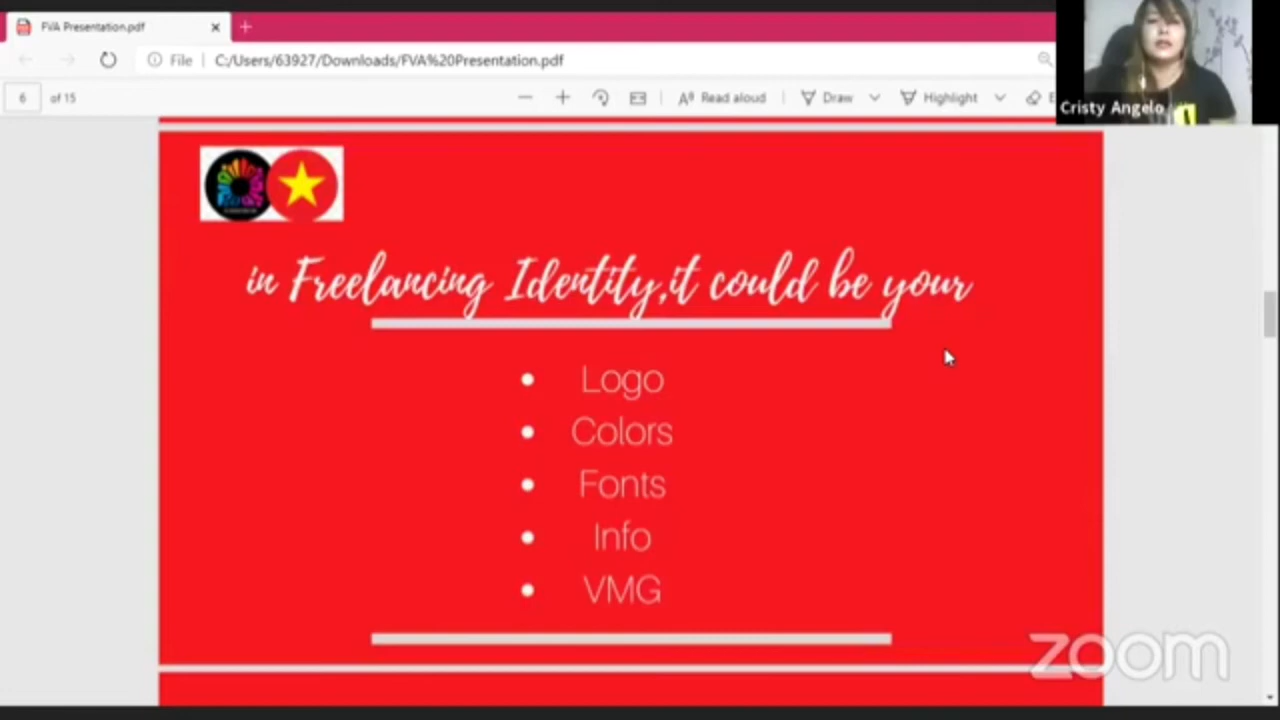 FVA Presentation.pdf
File
C:/Users/63927/Downloads/FVA%20Presentation.pdf
6 of 15
Read aloud
Draw
Highlight
Cristy Angelo
in Freelancing Identity,it could be your
Logo
Colors
Fonts
Info
VMG
zoom